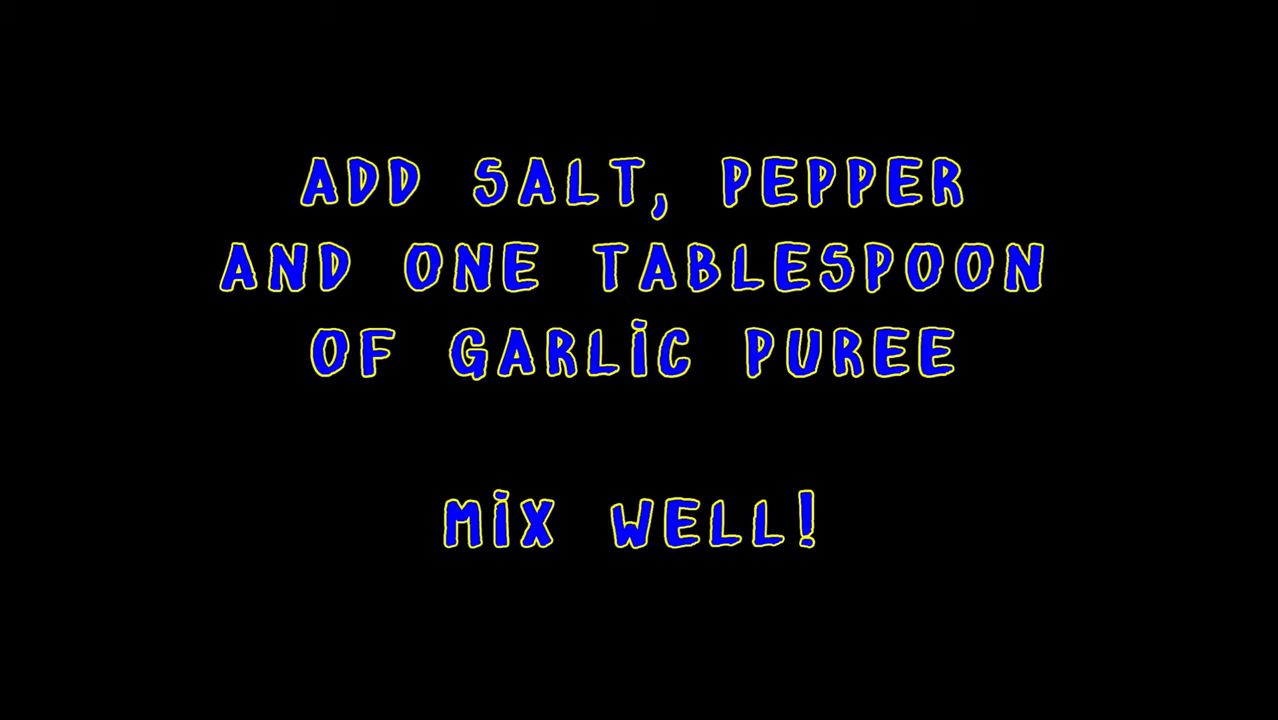 ADD SALT, PEPPER
AND ONE TABLESPOON
OF GARLiC PUREE
MiX WELL!